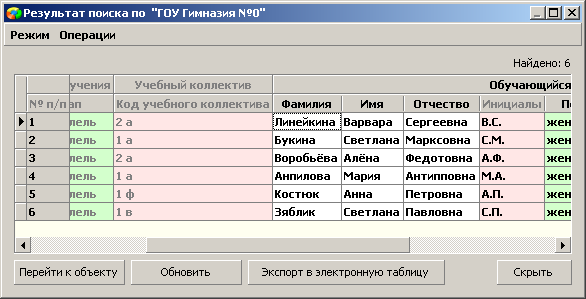 Результат поиска по "ГОУ Гимназия №0"
Режим Операции
Найдено: 6
учения Учебный коллектив Обучающийся
№ п/п ап Код учебного коллектива Фамилия Имя Отчество Инициалы По
1 лель 2 а Линейкина Варвара Сергеевна В.С. жен
2 лель 1 а Букина Светлана Марксовна С.М. жен
3 лель 2 а Воробьёва Алёна Федотовна А.Ф. жен
4 лель 1 а Анпилова Мария Антипповна М.А. жен
5 лель 1 ф Костюк Анна Петровна А.П. жен
6 лель 1 в Зяблик Светлана Павловна С.П. жен
Перейти к объекту Обновить Экспорт в электронную таблицу Скрыть